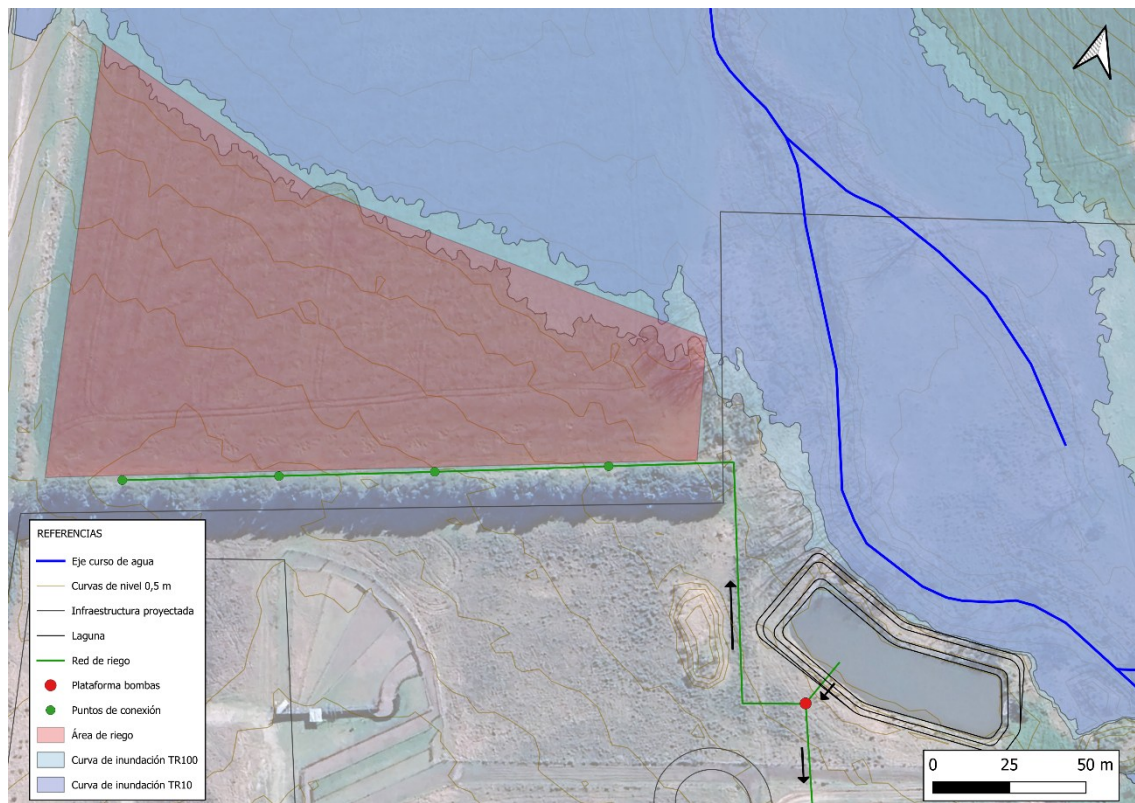 REFERENCIAS
Eje curso de agua
Curvas de nivel 0,5 m
Infraestructura proyectada
Laguna
Red de riego
Plataforma bombas
Puntos de conexión
Área de riego
Curva de inundación TR100
Curva de inundación TR10
0 25 50 m